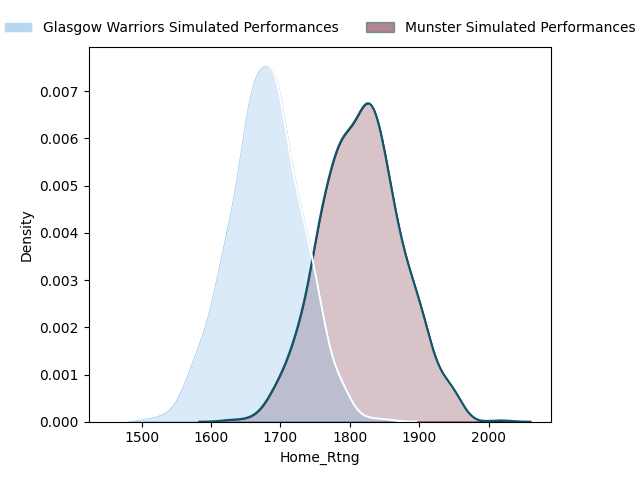 Glasgow Warriors Simulated Performances
Munster Simulated Performances
0.007
0.006
0.005
0.004
0.003
0.002
0.001
0.000
Density
1500 1600 1700 1800 1900 2000
Home_Rtng